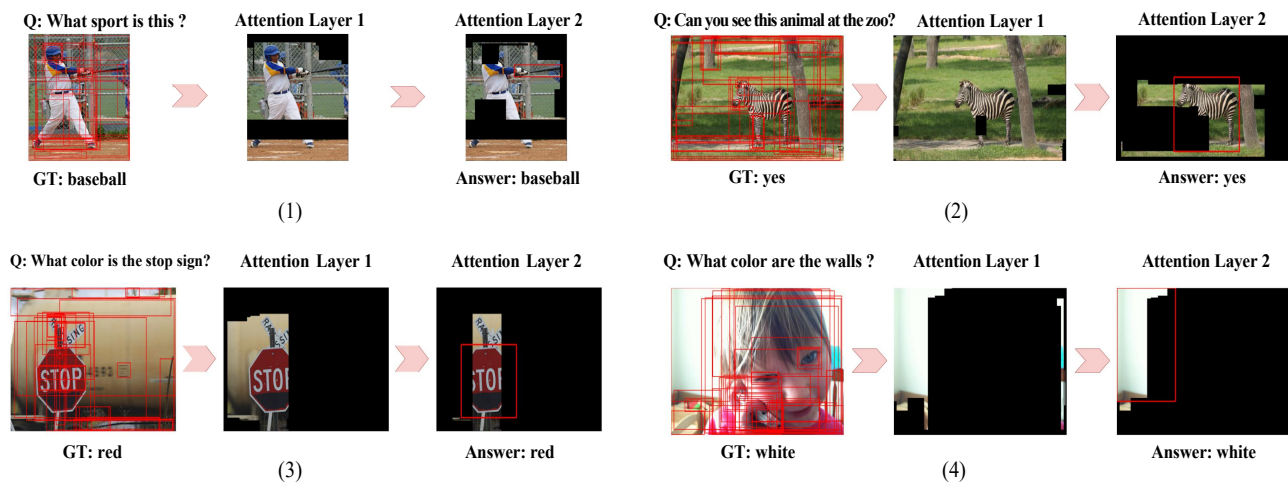 Q: What sport is this ?
Attention Layer 1
Attention Layer 2
GT: baseball
Answer: baseball
(1)
Q: Can you see this animal at the zoo?
Attention Layer 1
Attention Layer 2
GT: yes
Answer: yes
(2)
Q: What color is the stop sign?
Attention Layer 1
Attention Layer 2
STOP
STOP
STOP
GT: red
Answer: red
(3)
Q: What color are the walls ?
Attention Layer 1
Attention Layer 2
GT: white
Answer: white
(4)